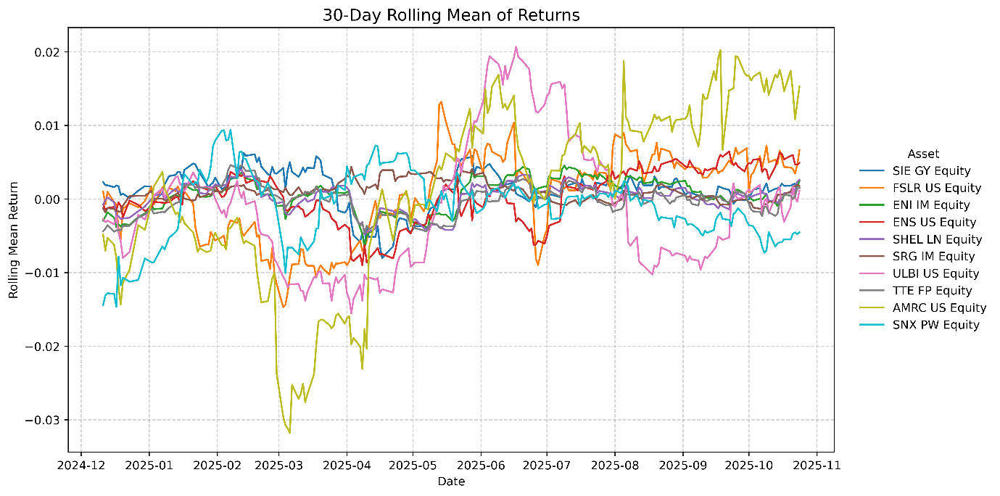 30-Day Rolling Mean of Returns
Rolling Mean Return
0.02
0.01
0.00
−0.01
−0.02
−0.03
2024-12 2025-01 2025-02 2025-03 2025-04 2025-05 2025-06 2025-07 2025-08 2025-09 2025-10 2025-11
Date
Asset
SIE GY Equity
FSLR US Equity
ENI IM Equity
ENS US Equity
SHEL LN Equity
SRG IM Equity
ULBI US Equity
TTE FP Equity
AMRC US Equity
SNX PW Equity